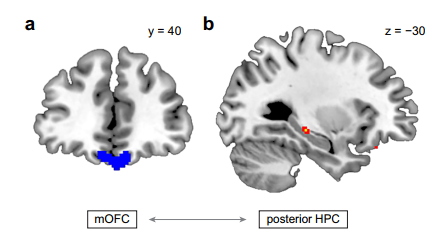 a
y = 40
b
z = −30
mOFC
posterior HPC